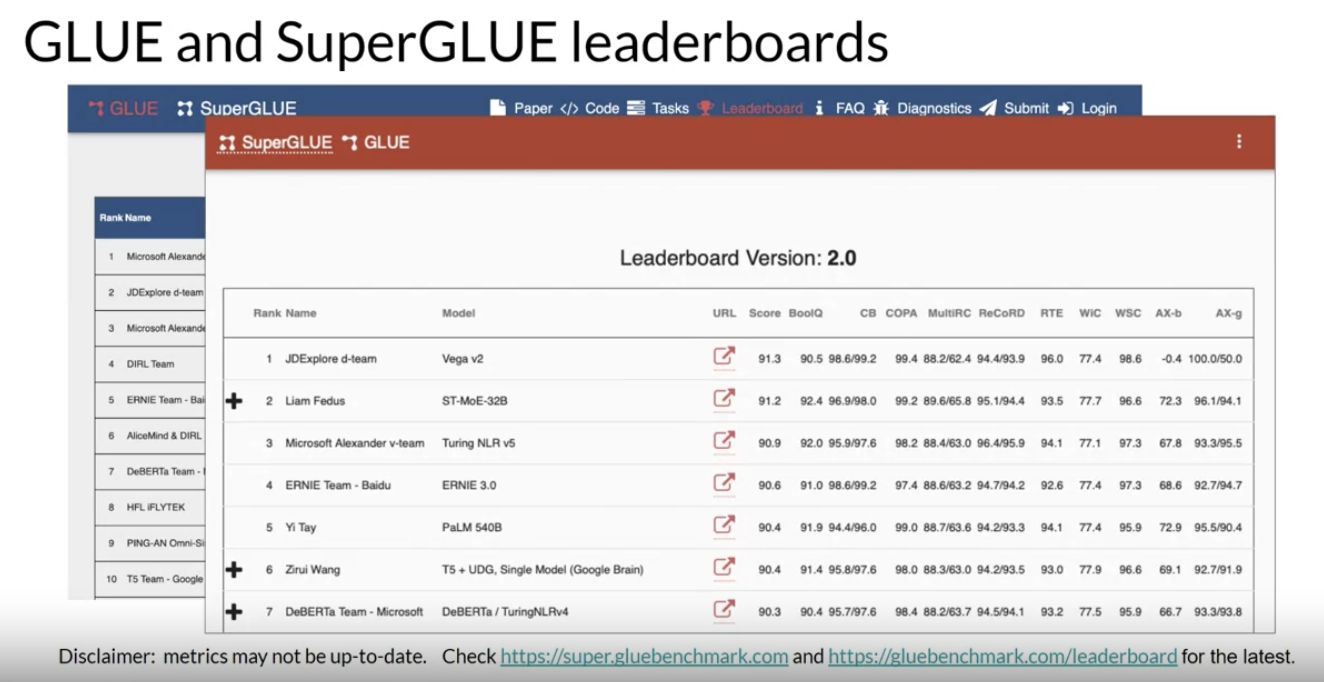 GLUE and SuperGLUE leaderboards
GLUE SuperGLUE Paper Code Tasks Leaderboard FAQ Diagnostics Submit Login
SuperGLUE GLUE
Rank Name
1 Microsoft Alexande
2 JDExplore d-team
3 Microsoft Alexande
4 DIRL Team
5 ERNIE Team - Bai
6 AliceMind & DIRL
7 DeBERTa Team -
8 HFL iFLYTEK
9 PING-AN Omni-Si
10 T5 Team - Google
Leaderboard Version: 2.0
Rank Name Model URL Score BoolQ CB COPA MultiRC ReCoRD RTE WiC WSC AX-b AX-g
1 JDExplore d-team Vega v2 91.3 90.5 98.6/99.2 99.4 88.2/62.4 94.4/93.9 96.0 77.4 98.6 -0.4 100.0/50.0
2 Liam Fedus ST-MoE-32B 91.2 92.4 96.9/98.0 99.2 89.6/65.8 95.1/94.4 93.5 77.7 96.6 72.3 96.1/94.1
3 Microsoft Alexander v-team Turing NLR v5 90.9 92.0 95.9/97.6 98.2 88.4/63.0 96.4/95.9 94.1 77.1 97.3 67.8 93.3/95.5
4 ERNIE Team - Baidu ERNIE 3.0 90.6 91.0 98.6/99.2 97.4 88.6/63.2 94.7/94.2 92.6 77.4 97.3 68.6 92.7/94.7
5 Yi Tay PaLM 540B 90.4 91.9 94.4/96.0 99.0 88.7/63.6 94.2/93.3 94.1 77.4 95.9 72.9 95.5/90.4
6 Zirui Wang T5 + UDG, Single Model (Google Brain) 90.4 91.4 95.8/97.6 98.0 88.3/63.0 94.2/93.5 93.0 77.9 96.6 69.1 92.7/91.9
7 DeBERTa Team - Microsoft DeBERTa / TuringNLRv4 90.3 90.4 95.7/97.6 98.4 88.2/63.7 94.5/94.1 93.2 77.5 95.9 66.7 93.3/93.8
Disclaimer: metrics may not be up-to-date. Check https://super.gluebenchmark.com and https://gluebenchmark.com/leaderboard for the latest.